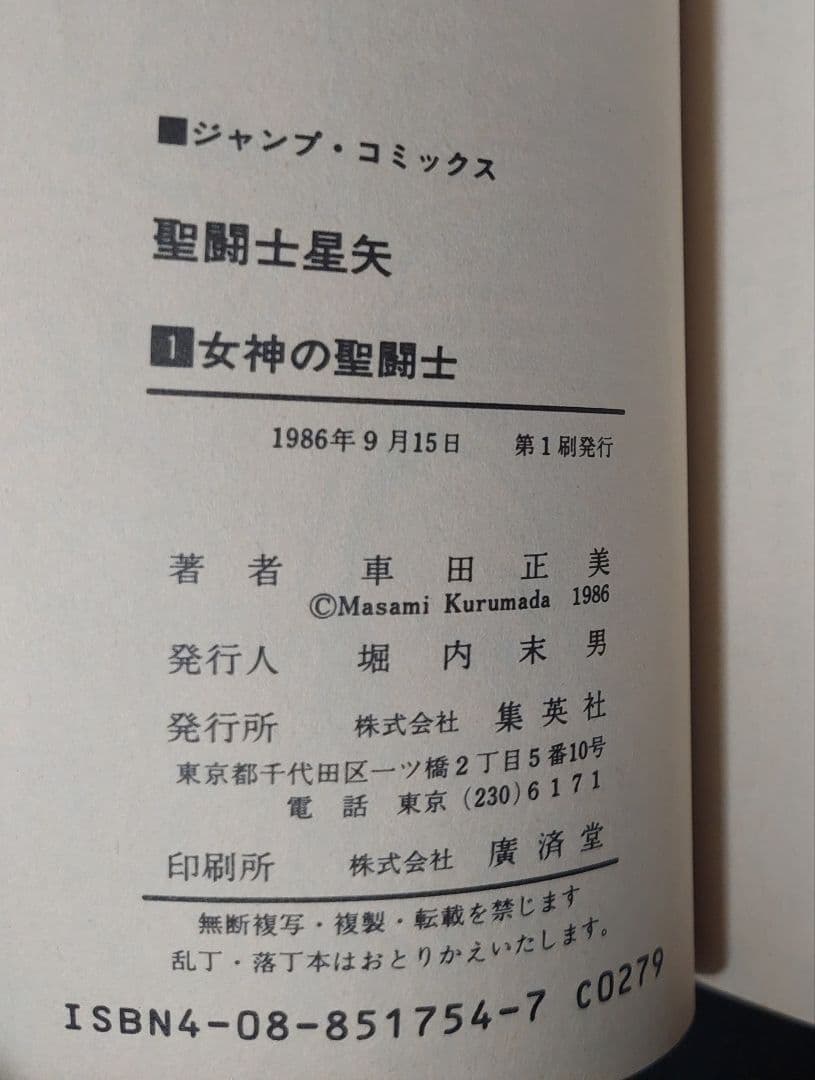 ■ジャンプ・コミックス
聖闘士星矢
1女神の聖闘士
1986年9月15日 第1刷発行
著者 車田正美
©Masami Kurumada 1986
発行人 堀内末男
発行所 株式会社 集英社
東京都千代田区一ツ橋2丁目5番10号
電話 東京(230)6171
印刷所 株式会社 廣済堂
無断複写・複製・転載を禁じます
乱丁・落丁本はおとりかえいたします。
ISBN4-08-851754-7 C0279